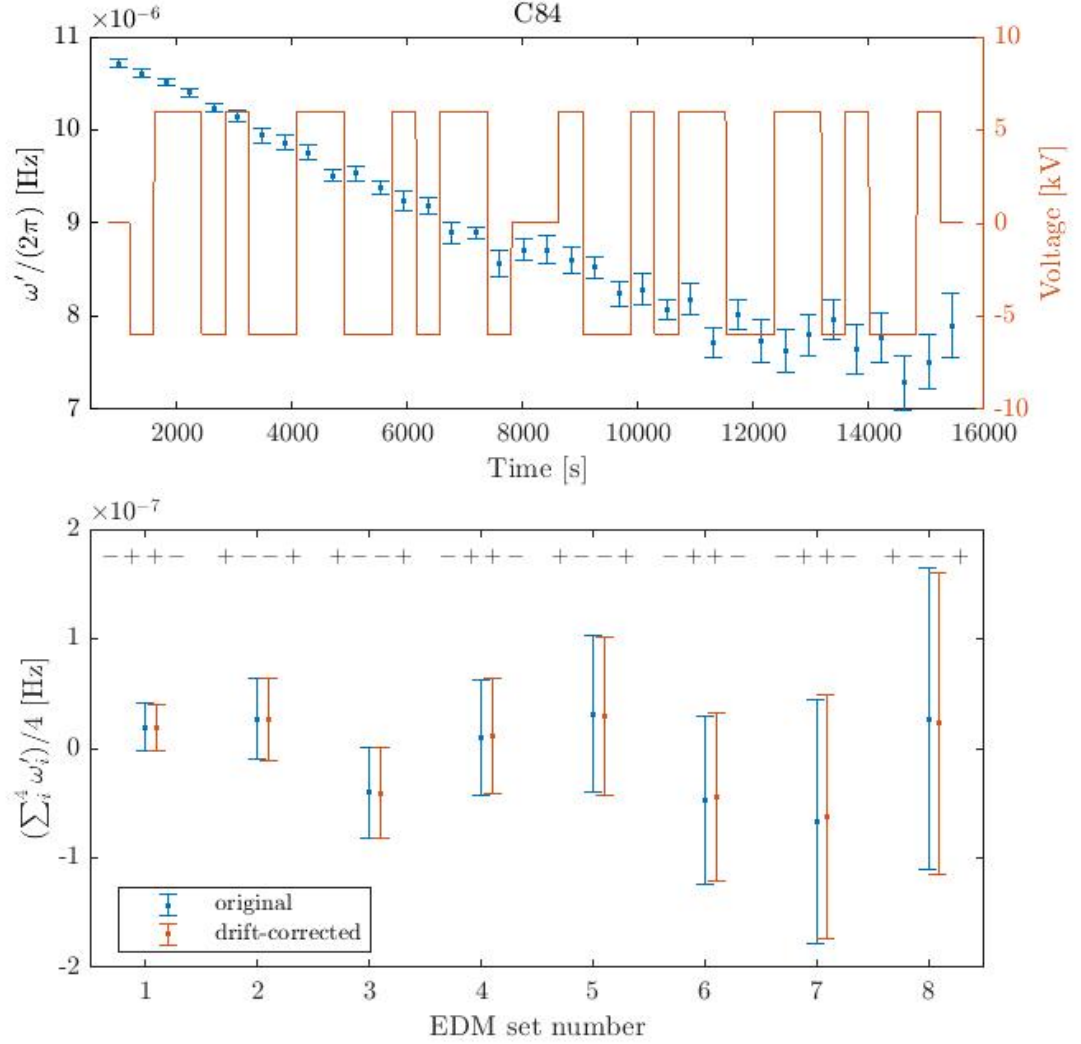 C84
×10⁻⁶
11
10
9
8
7
ω′/(2π) [Hz]
10
5
0
-5
-10
Voltage [kV]
2000 4000 6000 8000 10000 12000 14000 16000
Time [s]
×10⁻⁷
2
1
0
-1
-2
(∑ᵢ⁴ ω′ᵢ)/4 [Hz]
−++− +−−+ +−−+ −++− +−−+ −++− −++− +−−+
original
drift-corrected
1 2 3 4 5 6 7 8
EDM set number